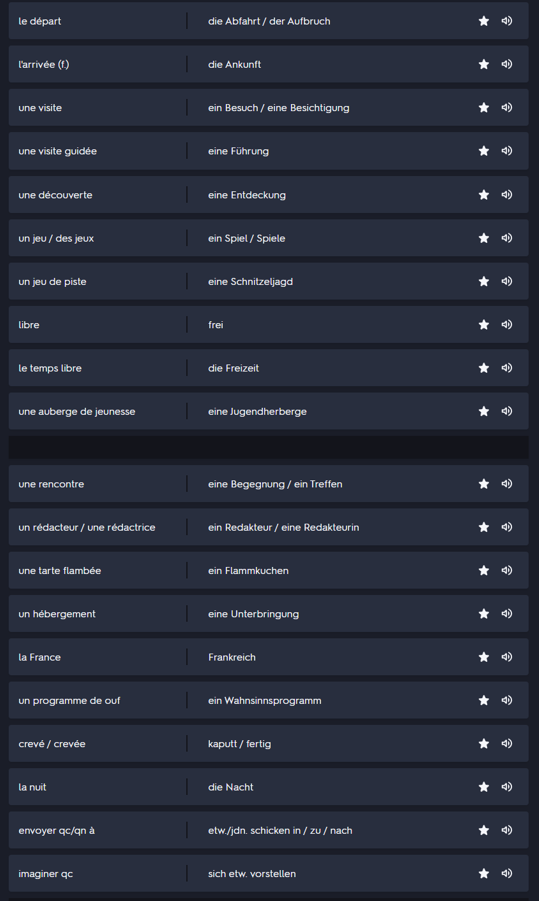 le départ die Abfahrt / der Aufbruch
l'arrivée (f.) die Ankunft
une visite ein Besuch / eine Besichtigung
une visite guidée eine Führung
une découverte eine Entdeckung
un jeu / des jeux ein Spiel / Spiele
un jeu de piste eine Schnitzeljagd
libre frei
le temps libre die Freizeit
une auberge de jeunesse eine Jugendherberge
une rencontre eine Begegnung / ein Treffen
un rédacteur / une rédactrice ein Redakteur / eine Redakteurin
une tarte flambée ein Flammkuchen
un hébergement eine Unterbringung
la France Frankreich
un programme de ouf ein Wahnsinnsprogramm
crevé / crevée kaputt / fertig
la nuit die Nacht
envoyer qc/qn à etw./jdn. schicken in / zu / nach
imaginer qc sich etw. vorstellen